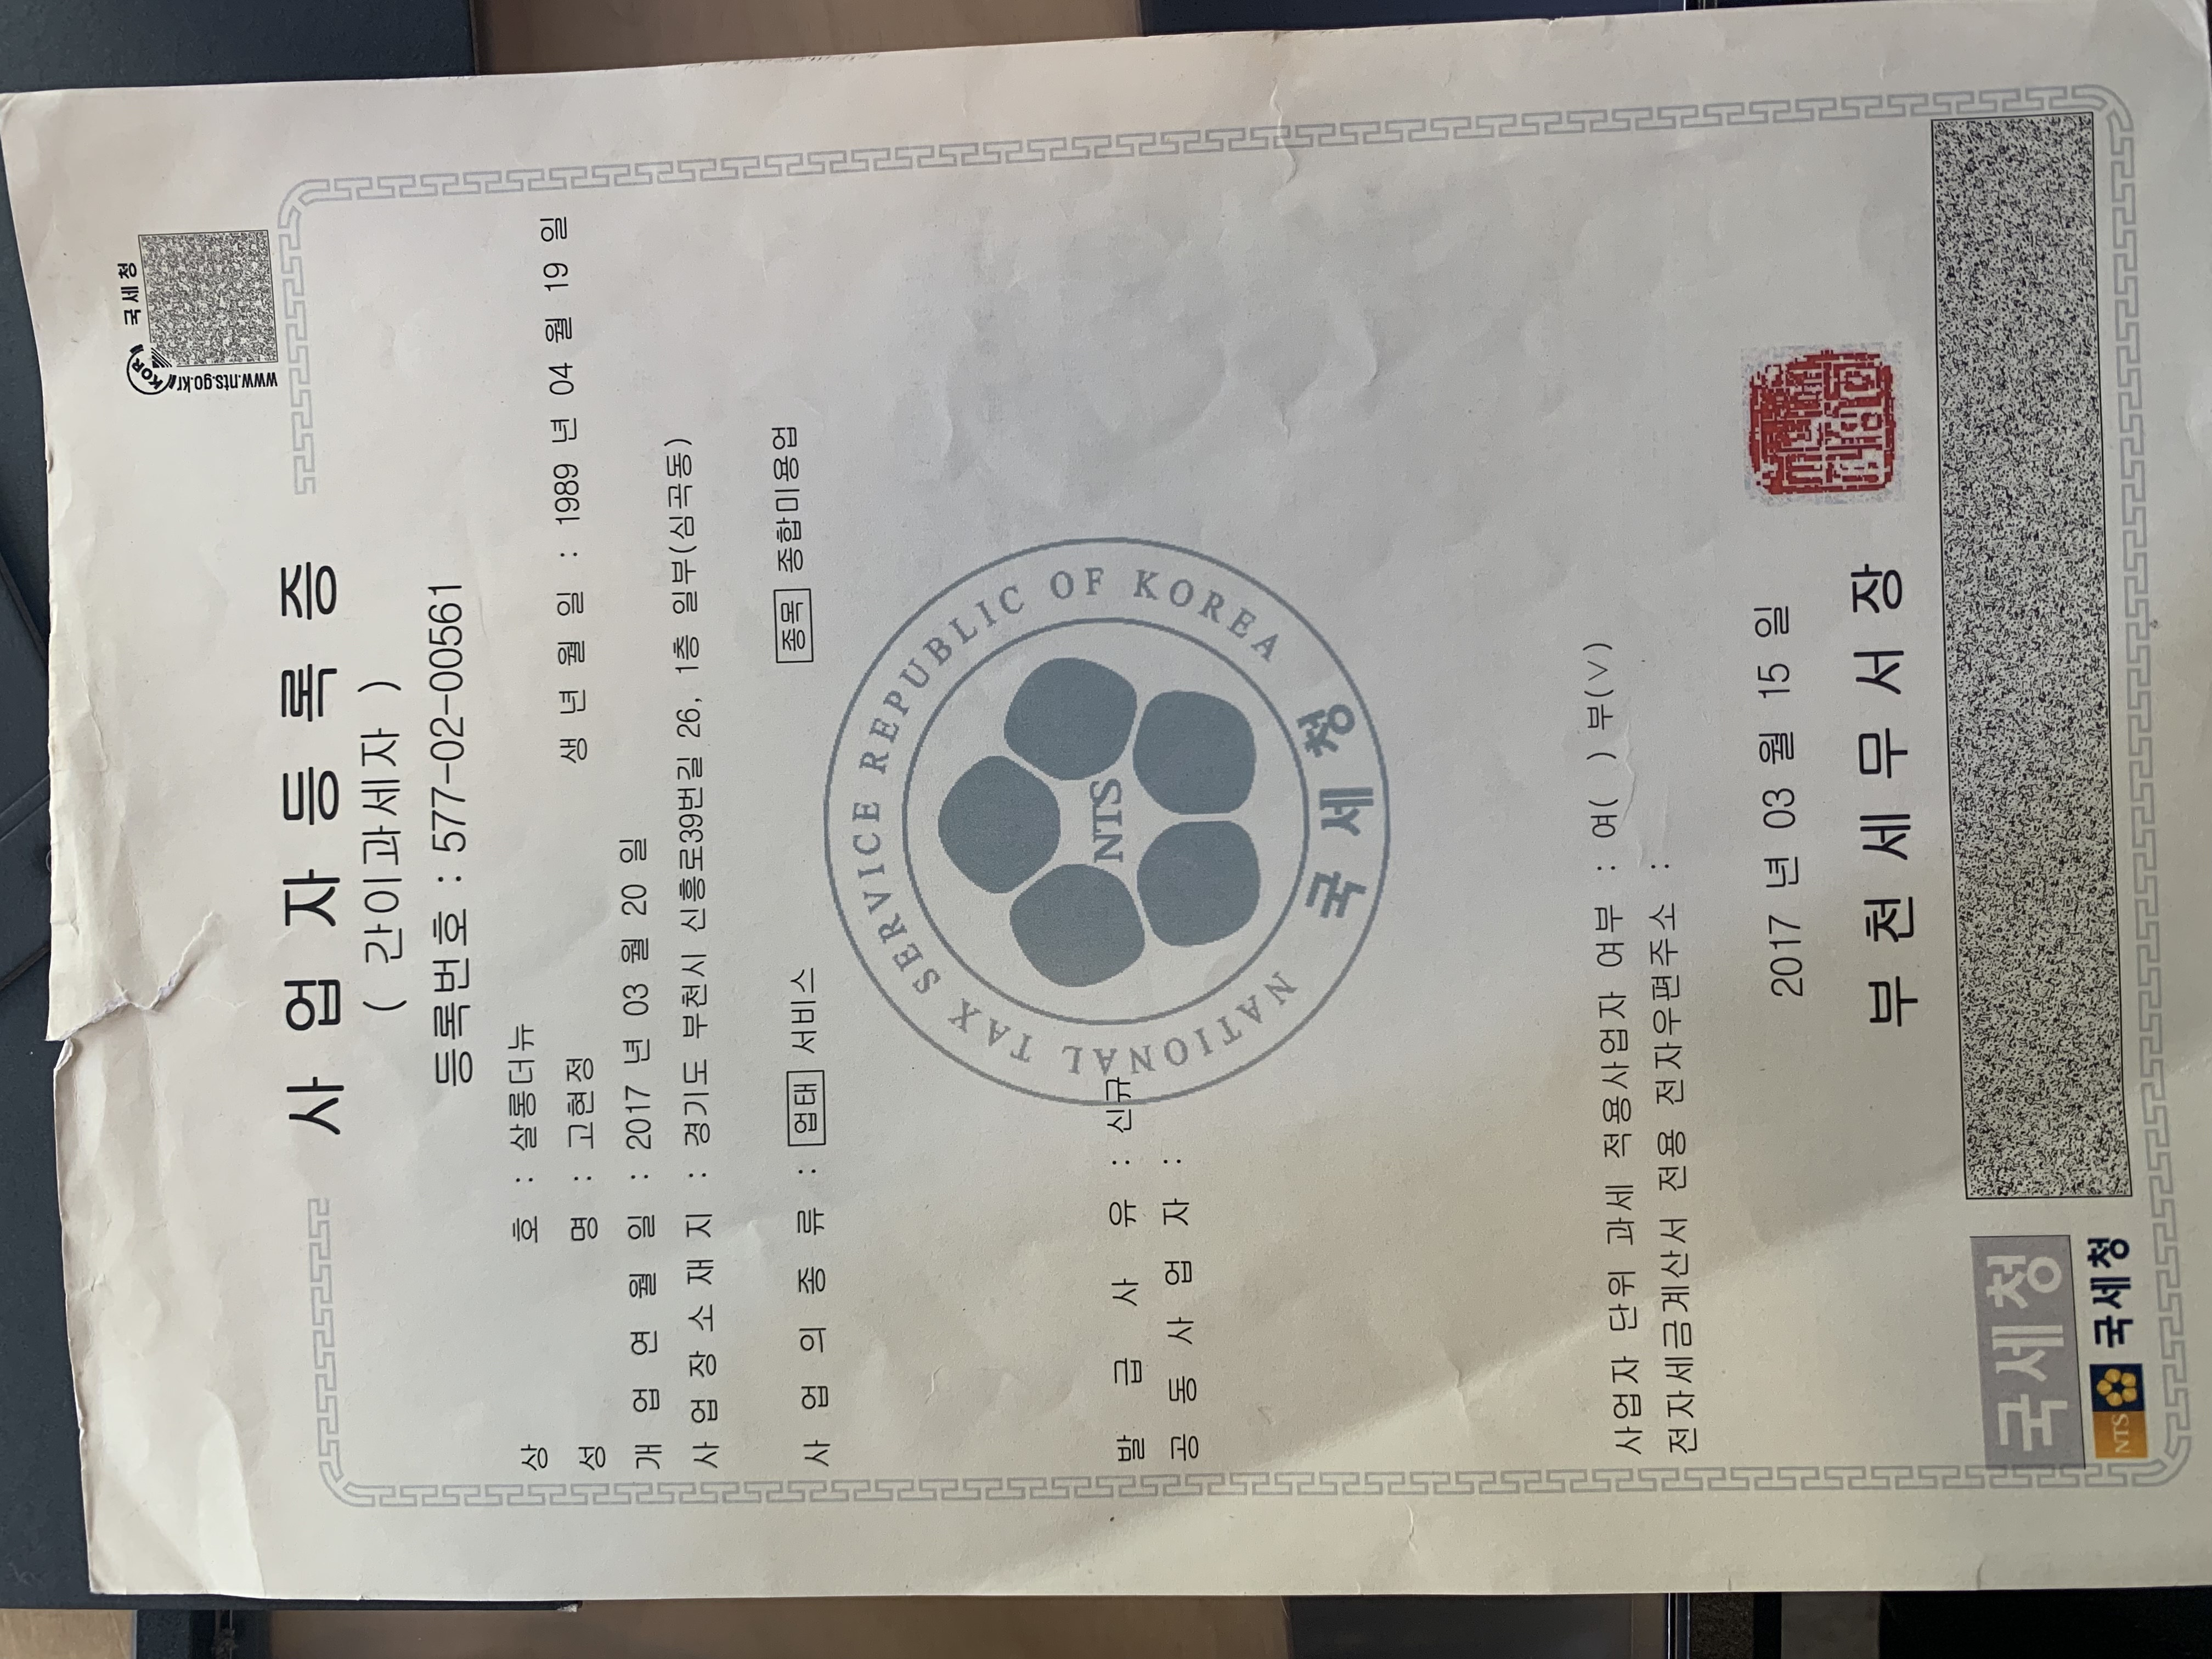 국세청
www.nts.go.kr
KOR
사업자등록증
( 간이과세자 )
등록번호 : 577-02-00561
상 호 : 살롱더뉴
성 명 : 고현정 생 년 월 일 : 1989 년 04 월 19 일
개 업 연 월 일 : 2017 년 03 월 20 일
사 업 장 소 재 지 : 경기도 부천시 신흥로39번길 26, 1층 일부(심곡동)
사 업 의 종 류 : 업태 서비스 종목 종합미용업
NATIONAL TAX SERVICE REPUBLIC OF KOREA
NTS
국세청
발 급 사 유 : 신규
공 동 사 업 자 :
사업자 단위 과세 적용사업자 여부 : 여( ) 부(∨)
전자세금계산서 전용 전자우편주소 :
2017 년 03 월 15 일
부 천 세 무 서 장
국세청
NTS 국세청